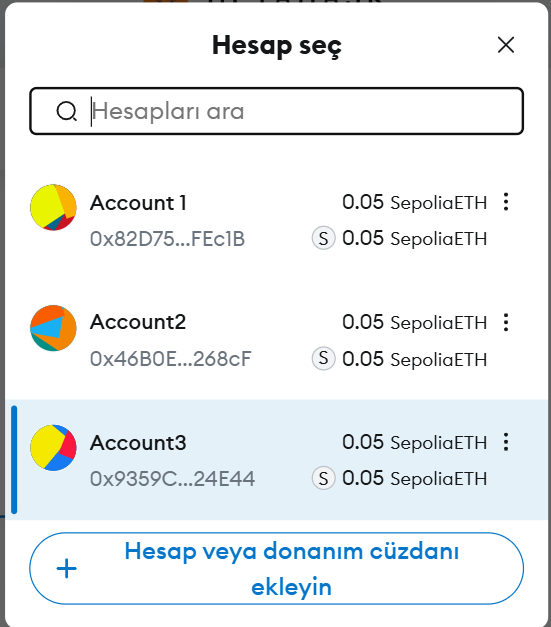 Hesap seç
Hesapları ara
Account 1 0.05 SepoliaETH
0x82D75...FEc1B S 0.05 SepoliaETH
Account2 0.05 SepoliaETH
0x46B0E...268cF S 0.05 SepoliaETH
Account3 0.05 SepoliaETH
0x9359C...24E44 S 0.05 SepoliaETH
+ Hesap veya donanım cüzdanı
ekleyin